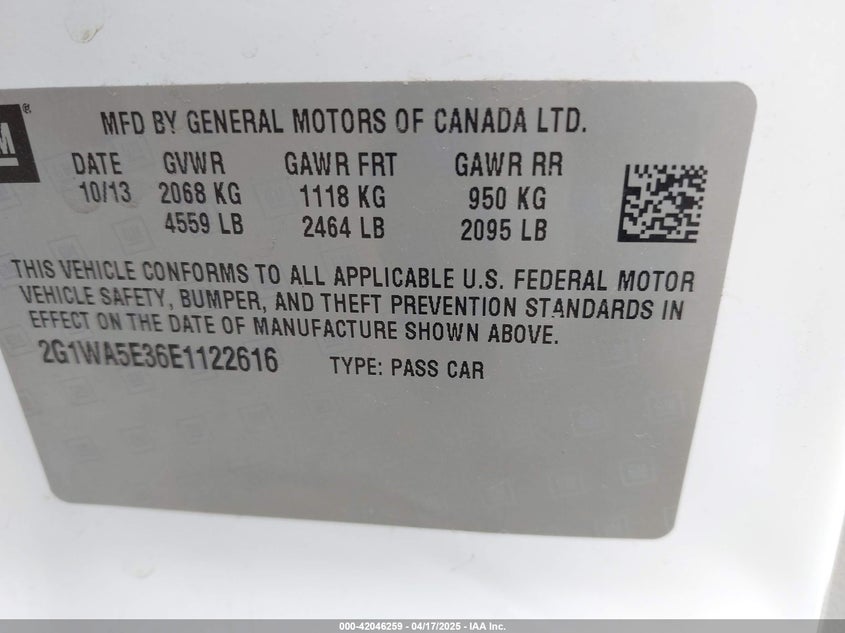 M®
MFD BY GENERAL MOTORS OF CANADA LTD.
DATE GVWR GAWR FRT GAWR RR
10/13 2068 KG 1118 KG 950 KG
4559 LB 2464 LB 2095 LB
THIS VEHICLE CONFORMS TO ALL APPLICABLE U.S. FEDERAL MOTOR
VEHICLE SAFETY, BUMPER, AND THEFT PREVENTION STANDARDS IN
EFFECT ON THE DATE OF MANUFACTURE SHOWN ABOVE.
2G1WA5E36E1122616 TYPE: PASS CAR
000-42046259 - 04/17/2025 - IAA Inc.